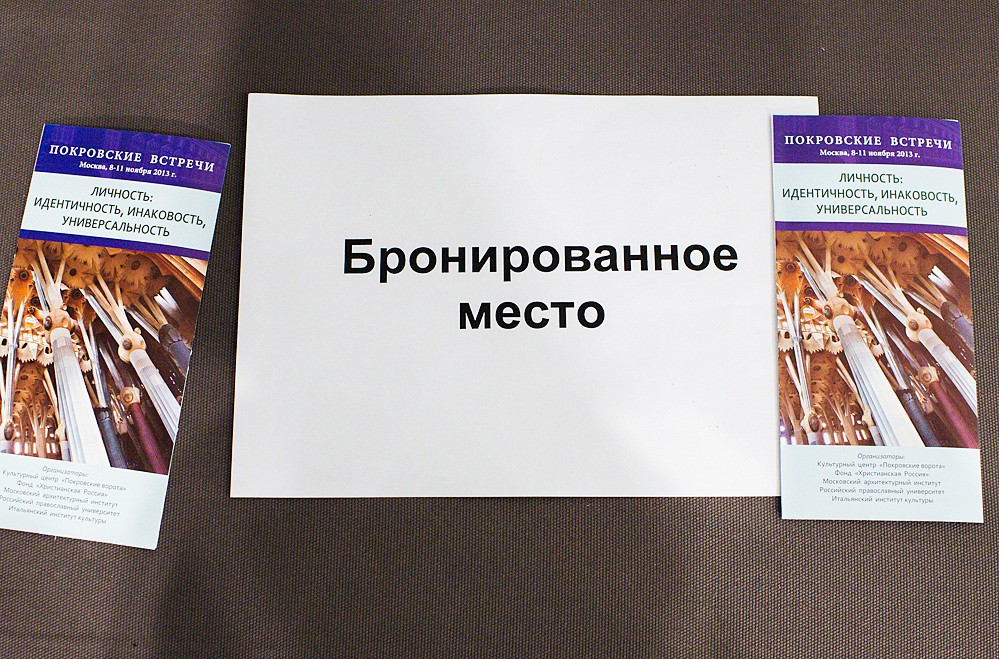 ПОКРОВСКИЕ ВСТРЕЧИ
Москва, 8-11 ноября 2013 г.
ЛИЧНОСТЬ:
ИДЕНТИЧНОСТЬ, ИНАКОВОСТЬ,
УНИВЕРСАЛЬНОСТЬ
Организаторы:
Культурный центр «Покровские ворота»
Фонд «Христианская Россия»
Московский архитектурный институт
Российский православный университет
Итальянский институт культуры
Бронированное
место
ПОКРОВСКИЕ ВСТРЕЧИ
Москва, 8-11 ноября 2013 г.
ЛИЧНОСТЬ:
ИДЕНТИЧНОСТЬ, ИНАКОВОСТЬ,
УНИВЕРСАЛЬНОСТЬ
Организаторы:
Культурный центр «Покровские ворота»
Фонд «Христианская Россия»
Московский архитектурный институт
Российский православный университет
Итальянский институт культуры